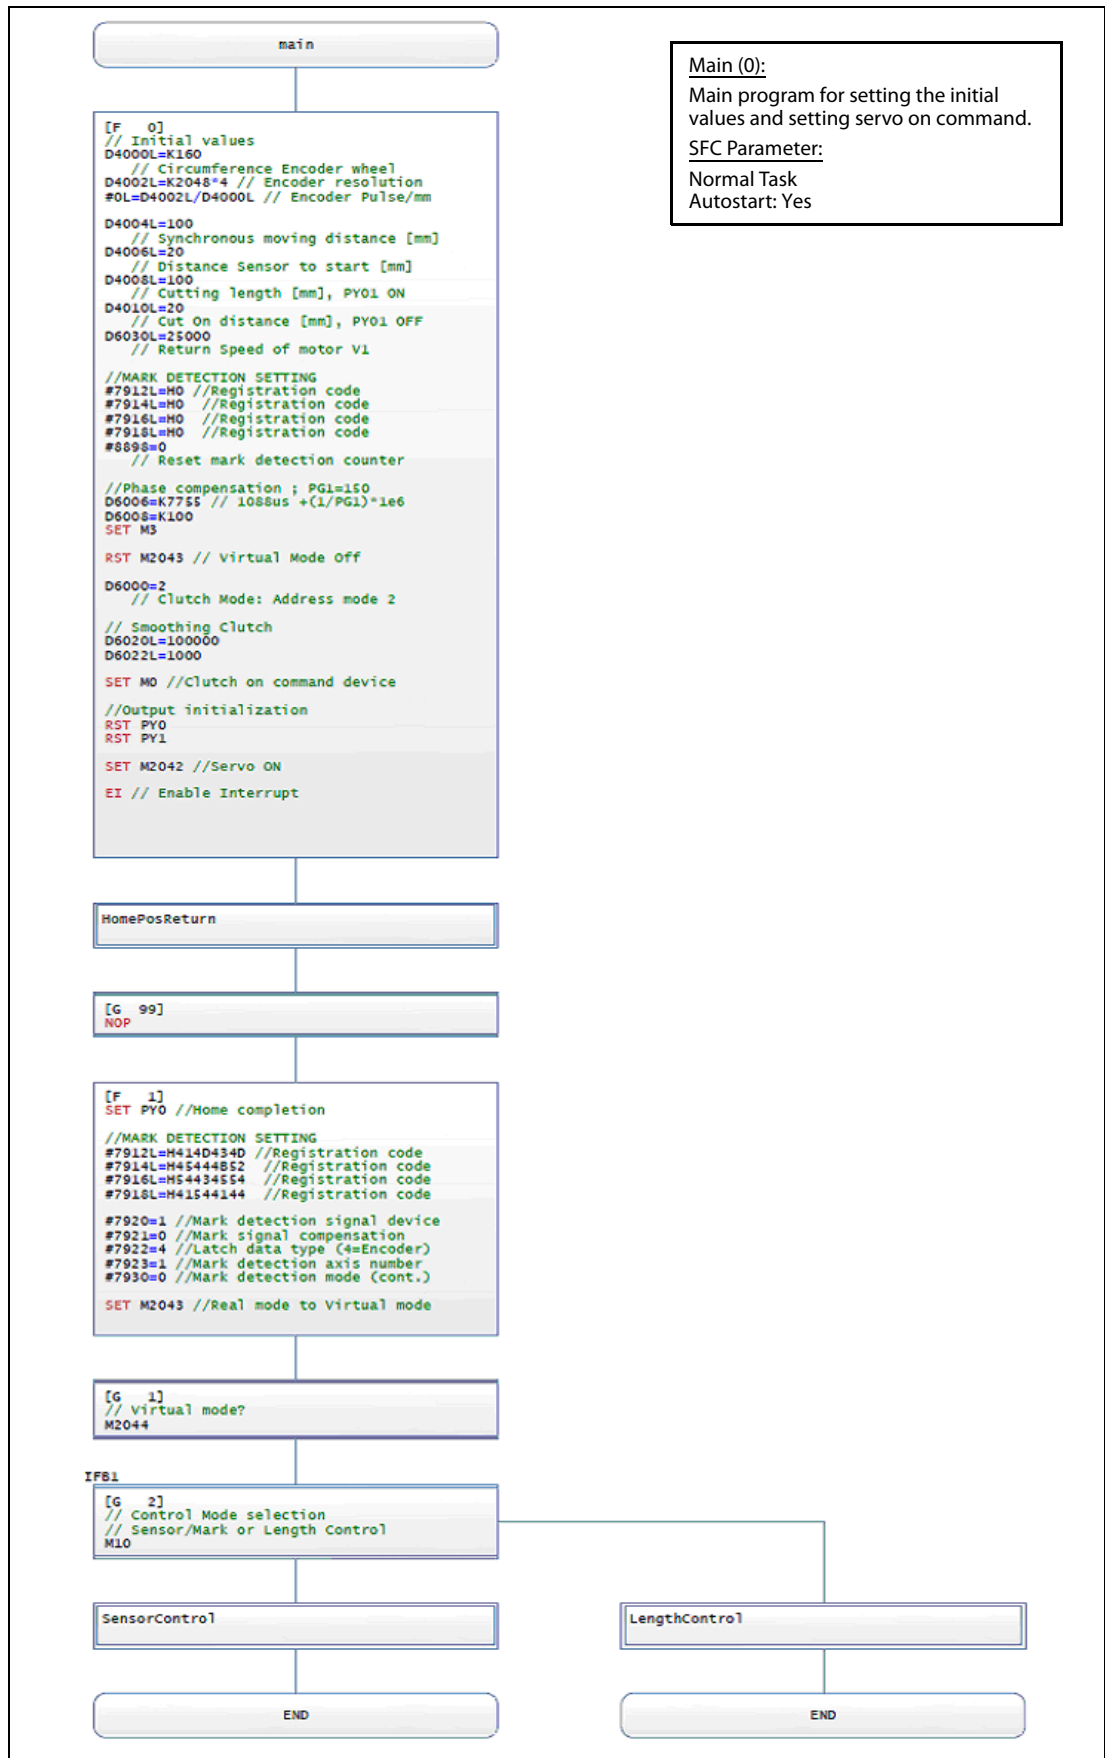 main
Main (0):
Main program for setting the initial
values and setting servo on command.
SFC Parameter:
Normal Task
Autostart: Yes
[F   0]
// Initial values
D4000L=K160
// Circumference Encoder wheel
D4002L=K2048*4 // Encoder resolution
#0L=D4002L/D4000L // Encoder Pulse/mm
D4004L=100
// Synchronous moving distance [mm]
D4006L=20
// Distance Sensor to start [mm]
D4008L=100
// Cutting length [mm], PY01 ON
D4010L=20
// Cut On distance [mm], PY01 OFF
D6030L=25000
// Return Speed of motor V1
//MARK DETECTION SETTING
#7912L=H0 //Registration code
#7914L=H0  //Registration code
#7916L=H0  //Registration code
#7918L=H0  //Registration code
#8898=0
// Reset mark detection counter
//Phase compensation ; PG1=150
D6006=K7755 // 1088us +(1/PG1)*1e6
D6008=K100
SET M3
RST M2043 // Virtual Mode Off
D6000=2
// Clutch Mode: Address mode 2
// Smoothing Clutch
D6020L=100000
D6022L=1000
SET M0 //Clutch on command device
//Output initialization
RST PY0
RST PY1
SET M2042 //Servo ON
EI // Enable Interrupt
HomePosReturn
[G  99]
NOP
[F   1]
SET PY0 //Home completion
//MARK DETECTION SETTING
#7912L=H414D434D //Registration code
#7914L=H45444B52  //Registration code
#7916L=H54434554  //Registration code
#7918L=H41544144  //Registration code
#7920=1 //Mark detection signal device
#7921=0 //Mark signal compensation
#7922=4 //Latch data type (4=Encoder)
#7923=1 //Mark detection axis number
#7930=0 //Mark detection mode (cont.)
SET M2043 //Real mode to Virtual mode
[G   1]
// Virtual mode?
M2044
IFB1
[G   2]
// Control Mode selection
// Sensor/Mark or Length Control
M10
SensorControl
LengthControl
END
END